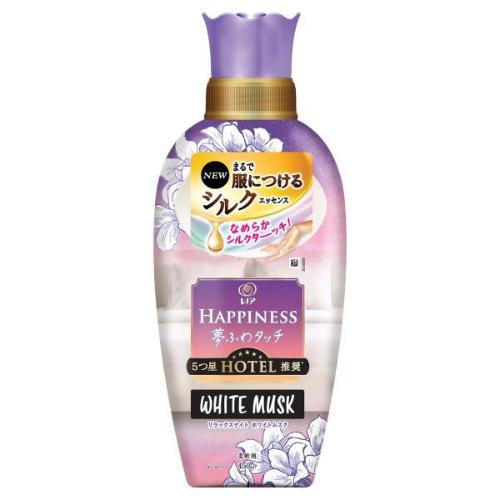 NEW
まるで
服につける
シルク エッセンス
なめらか
シルクターッチ!
レノア
HAPPINESS
夢ふわタッチ
5つ星 HOTEL 推奨*
WHITE MUSK
リラックスナイト ホワイトムスク
柔軟剤